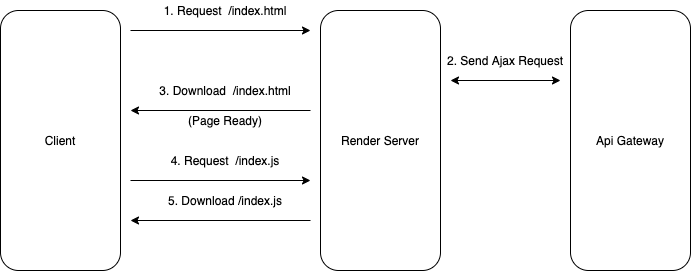 1. Request /index.html
2. Send Ajax Request
3. Download /index.html
(Page Ready)
Client
Render Server
Api Gateway
4. Request /index.js
5. Download /index.js